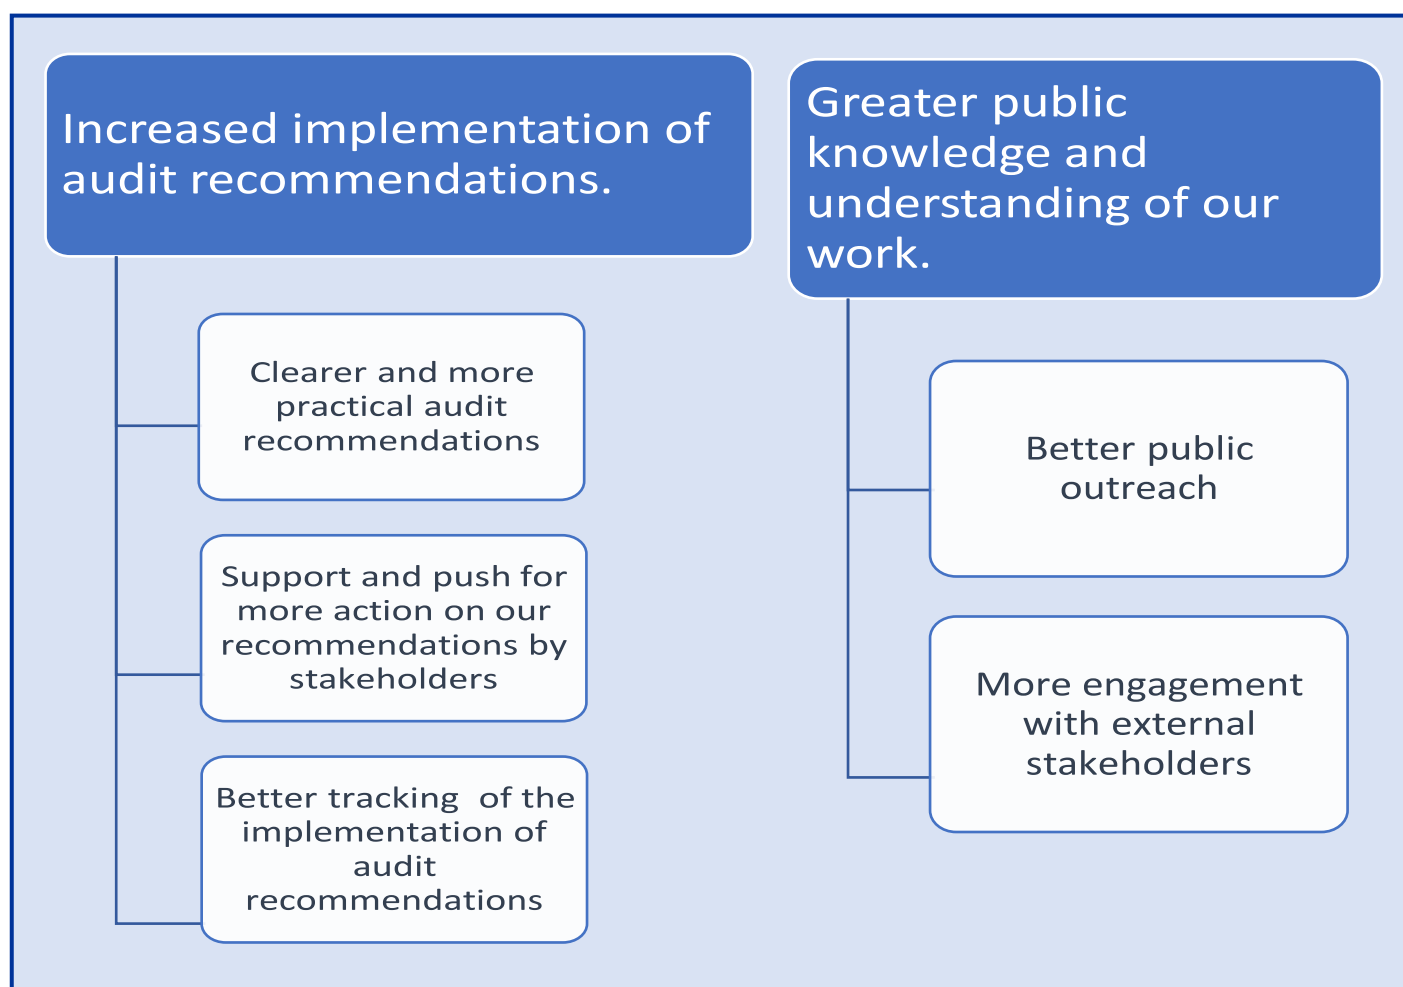 Increased implementation of
audit recommendations.
Clearer and more
practical audit
recommendations
Support and push for
more action on our
recommendations by
stakeholders
Better tracking  of the
implementation of
audit
recommendations
Greater public
knowledge and
understanding of our
work.
Better public
outreach
More engagement
with external
stakeholders